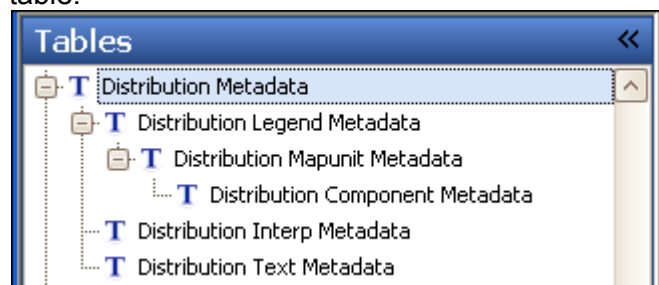 table.
Tables
T Distribution Metadata
T Distribution Legend Metadata
T Distribution Mapunit Metadata
T Distribution Component Metadata
T Distribution Interp Metadata
T Distribution Text Metadata